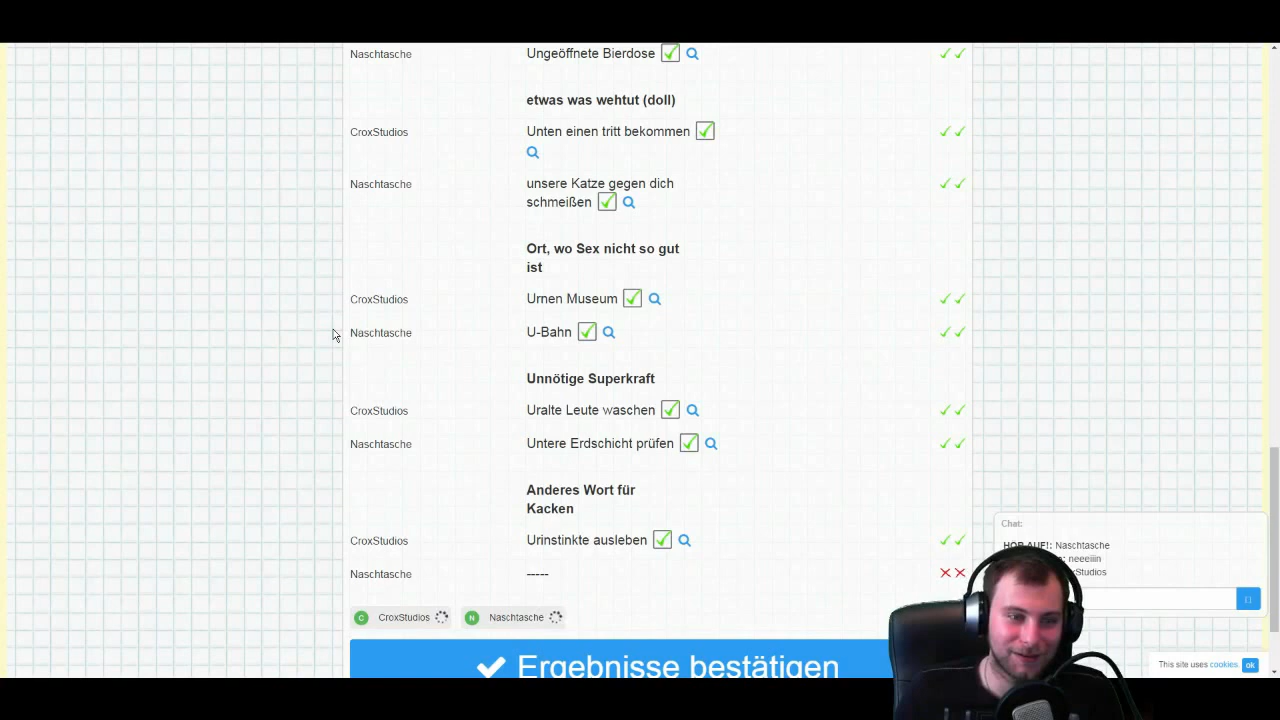 Naschtasche Ungeöffnete Bierdose
etwas was wehtut (doll)
CroxStudios Unten einen tritt bekommen
Naschtasche unsere Katze gegen dich
schmeißen
Ort, wo Sex nicht so gut
ist
CroxStudios Urnen Museum
Naschtasche U-Bahn
Unnötige Superkraft
CroxStudios Uralte Leute waschen
Naschtasche Untere Erdschicht prüfen
Anderes Wort für
Kacken
CroxStudios Urinstinkte ausleben
Naschtasche -----
C CroxStudios N Naschtasche
Ergebnisse bestätigen
Chat:
HÖR AUF!: Naschtasche
neeeiiin
This site uses cookies. ok